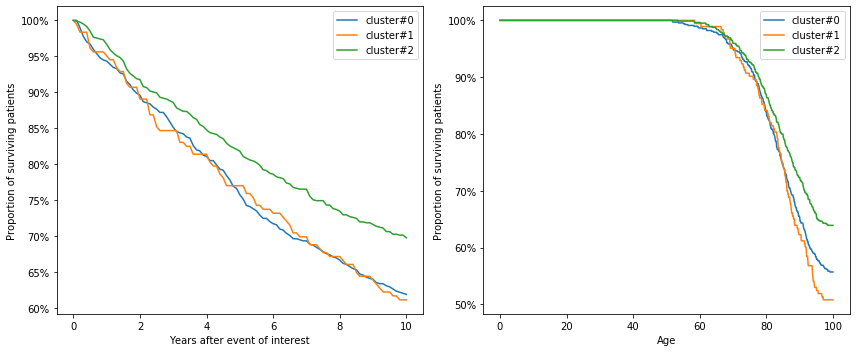 100%
95%
90%
85%
80%
75%
70%
65%
60%
Proportion of surviving patients
0
2
4
6
8
10
Years after event of interest
cluster#0
cluster#1
cluster#2
100%
90%
80%
70%
60%
50%
Proportion of surviving patients
0
20
40
60
80
100
Age
cluster#0
cluster#1
cluster#2